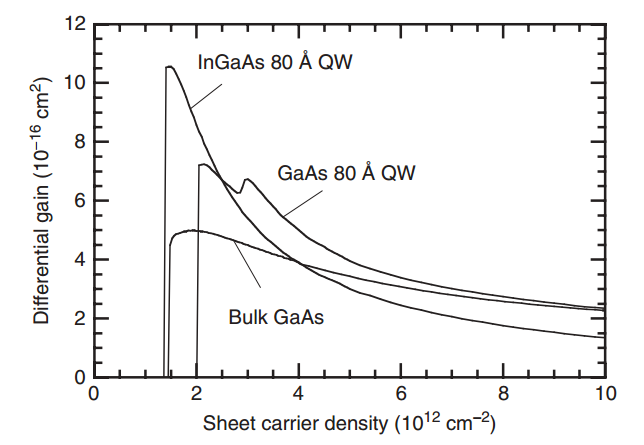 12
10
8
6
4
2
0
Differential gain (10⁻¹⁶ cm²)
InGaAs 80 Å QW
GaAs 80 Å QW
Bulk GaAs
0 2 4 6 8 10
Sheet carrier density (10¹² cm⁻²)